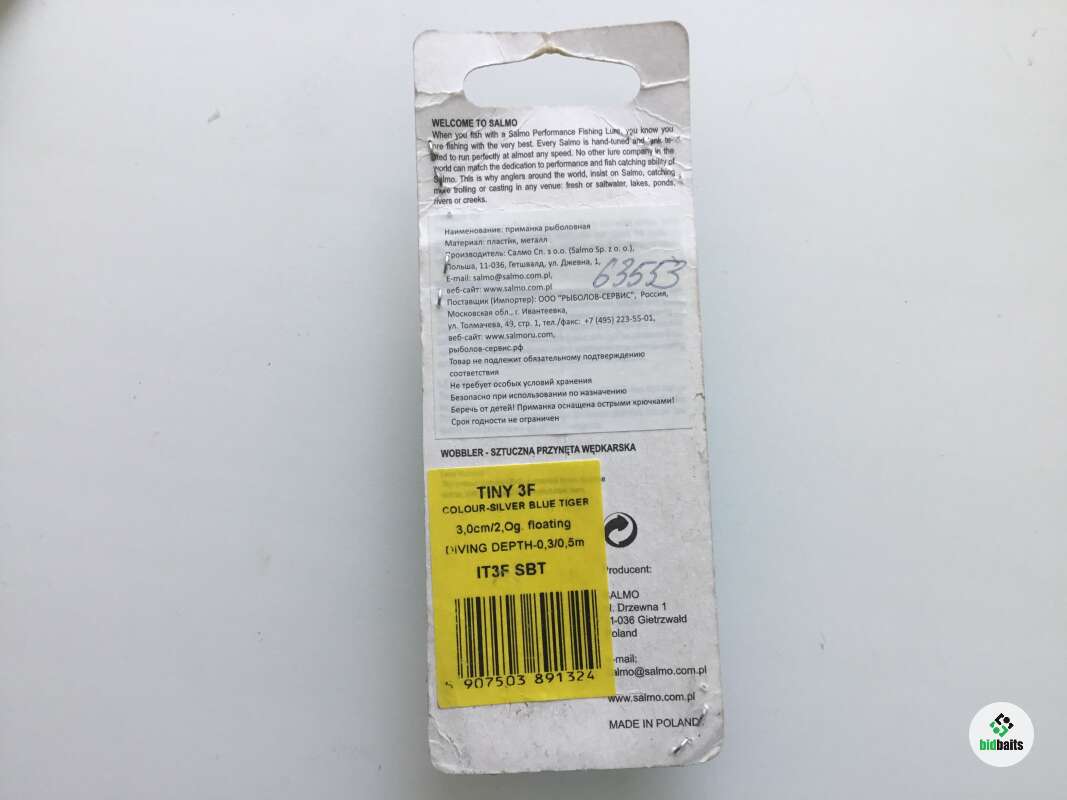 WELCOME TO SALMO
When you fish with a Salmo Performance Fishing Lure, you know you
are fishing with the very best. Every Salmo is hand-tuned and tank te-
sted to run perfectly at almost any speed. No other lure company in the
world can match the dedication to performance and fish catching ability of
Salmo. This is why anglers around the world, insist on Salmo, catching
more trolling or casting in any venue: fresh or saltwater, lakes, ponds,
rivers or creeks.
Наименование: приманка рыболовная
Материал: пластик, металл
Производитель: Салмо Сп. з о.о. (Salmo Sp. z o. o.),
Польша, 11-036, Гетшвалд, ул. Джевна, 1,
E-mail: salmo@salmo.com.pl,
веб-сайт: www.salmo.com.pl
63553
Поставщик (Импортер): ООО "РЫБОЛОВ-СЕРВИС", Россия,
Московская обл., г. Ивантеевка,
ул. Толмачева, 49, стр. 1, тел./факс: +7 (495) 223-55-01,
веб-сайт: www.salmoru.com,
рыболов-сервис.рф
Товар не подлежит обязательному подтверждению
соответствия
Не требует особых условий хранения
Безопасно при использовании по назначению
Беречь от детей! Приманка оснащена острыми крючками!
Срок годности не ограничен
WOBBLER - SZTUCZNA PRZYNĘTA WĘDKARSKA
TINY 3F
COLOUR-SILVER BLUE TIGER
3,0cm/2,0g. floating
DIVING DEPTH-0,3/0,5m
IT3F SBT
5 907503 891324
Producent:
SALMO
ul. Drzewna 1
11-036 Gietrzwałd
Poland
e-mail:
salmo@salmo.com.pl
www.salmo.com.pl
MADE IN POLAND
bidbaits